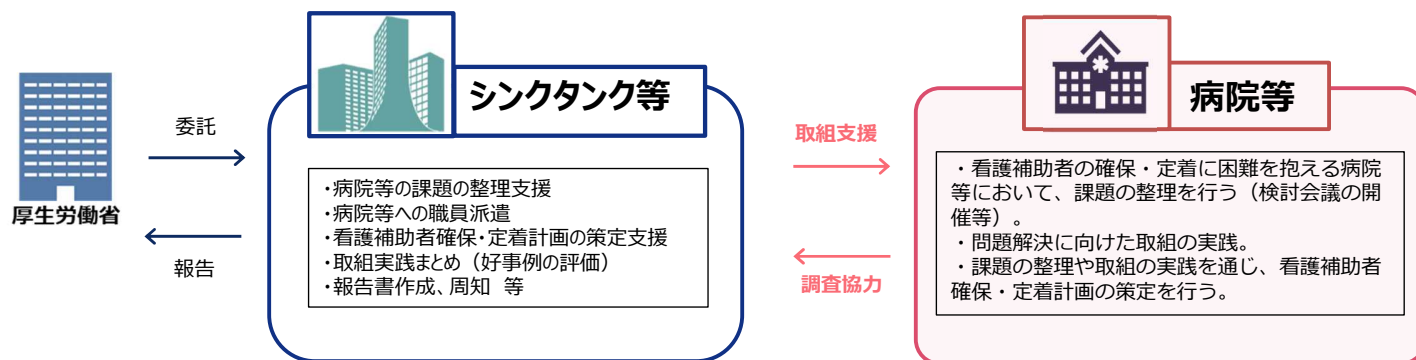 厚生労働省
委託
報告
シンクタンク等
・病院等の課題の整理支援
・病院等への職員派遣
・看護補助者確保・定着計画の策定支援
・取組実践まとめ（好事例の評価）
・報告書作成、周知 等
取組支援
調査協力
病院等
・看護補助者の確保・定着に困難を抱える病院
等において、課題の整理を行う（検討会議の開
催等）。
・問題解決に向けた取組の実践。
・課題の整理や取組の実践を通じ、看護補助者
確保・定着計画の策定を行う。